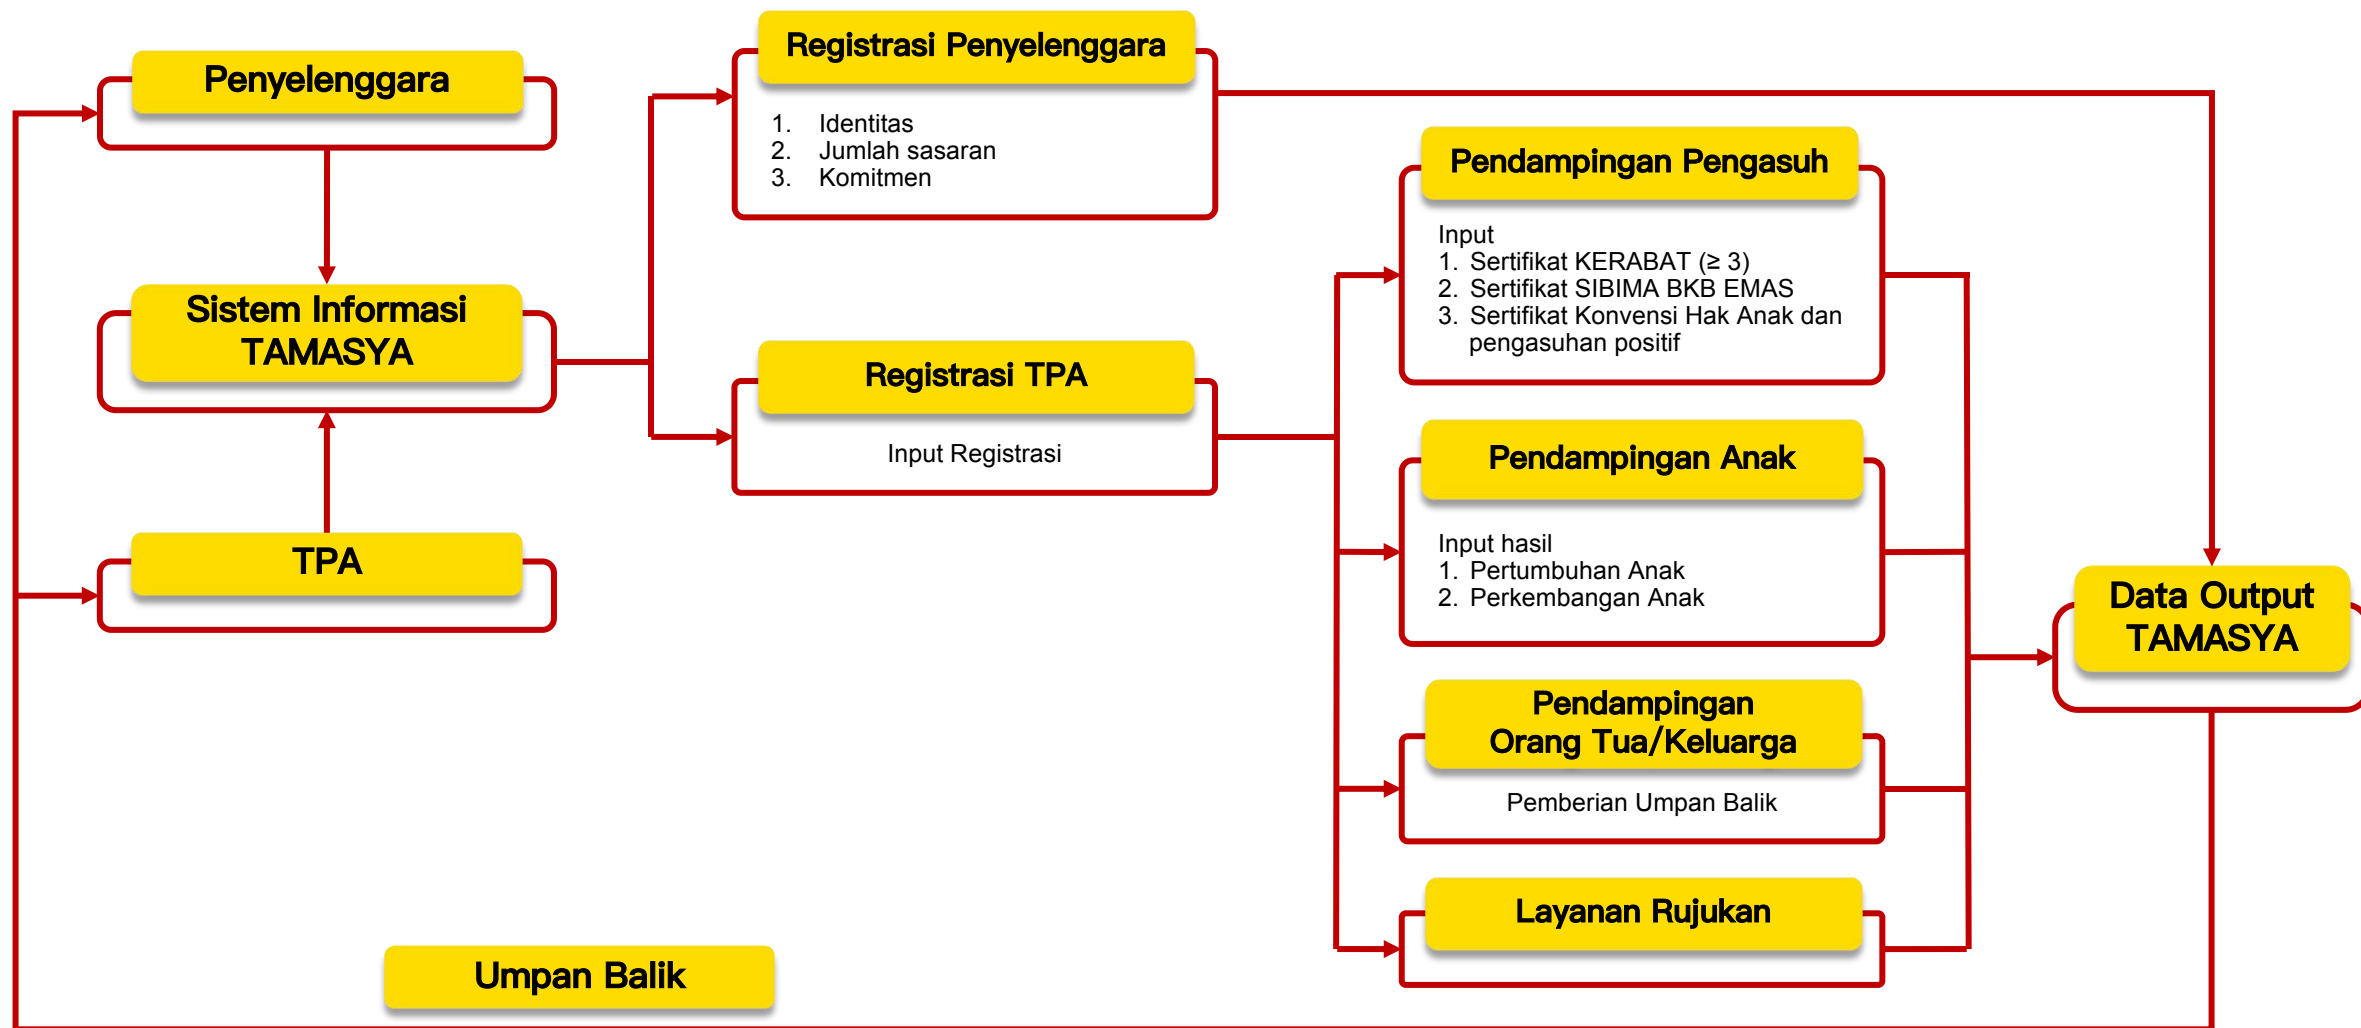 Penyelenggara
Sistem Informasi
TAMASYA
TPA
Registrasi Penyelenggara
1. Identitas
2. Jumlah sasaran
3. Komitmen
Registrasi TPA
Input Registrasi
Pendampingan Pengasuh
Input
1. Sertifikat KERABAT (≥ 3)
2. Sertifikat SIBIMA BKB EMAS
3. Sertifikat Konvensi Hak Anak dan
pengasuhan positif
Pendampingan Anak
Input hasil
1. Pertumbuhan Anak
2. Perkembangan Anak
Pendampingan
Orang Tua/Keluarga
Pemberian Umpan Balik
Layanan Rujukan
Data Output
TAMASYA
Umpan Balik